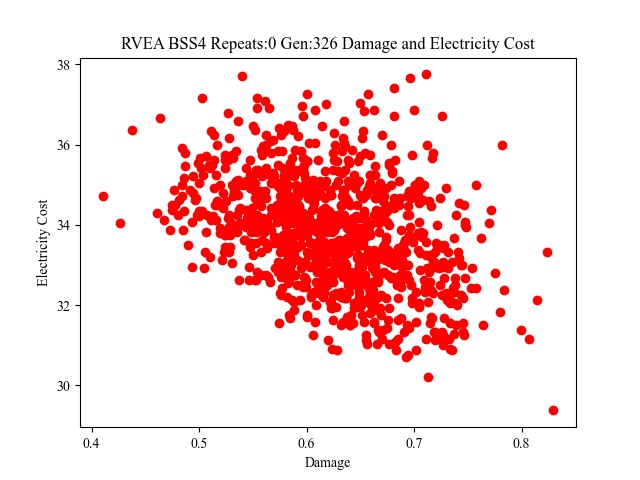 RVEA BSS4 Repeats:0 Gen:326 Damage and Electricity Cost
38
36
34
32
30
Electricity Cost
0.4 0.5 0.6 0.7 0.8
Damage